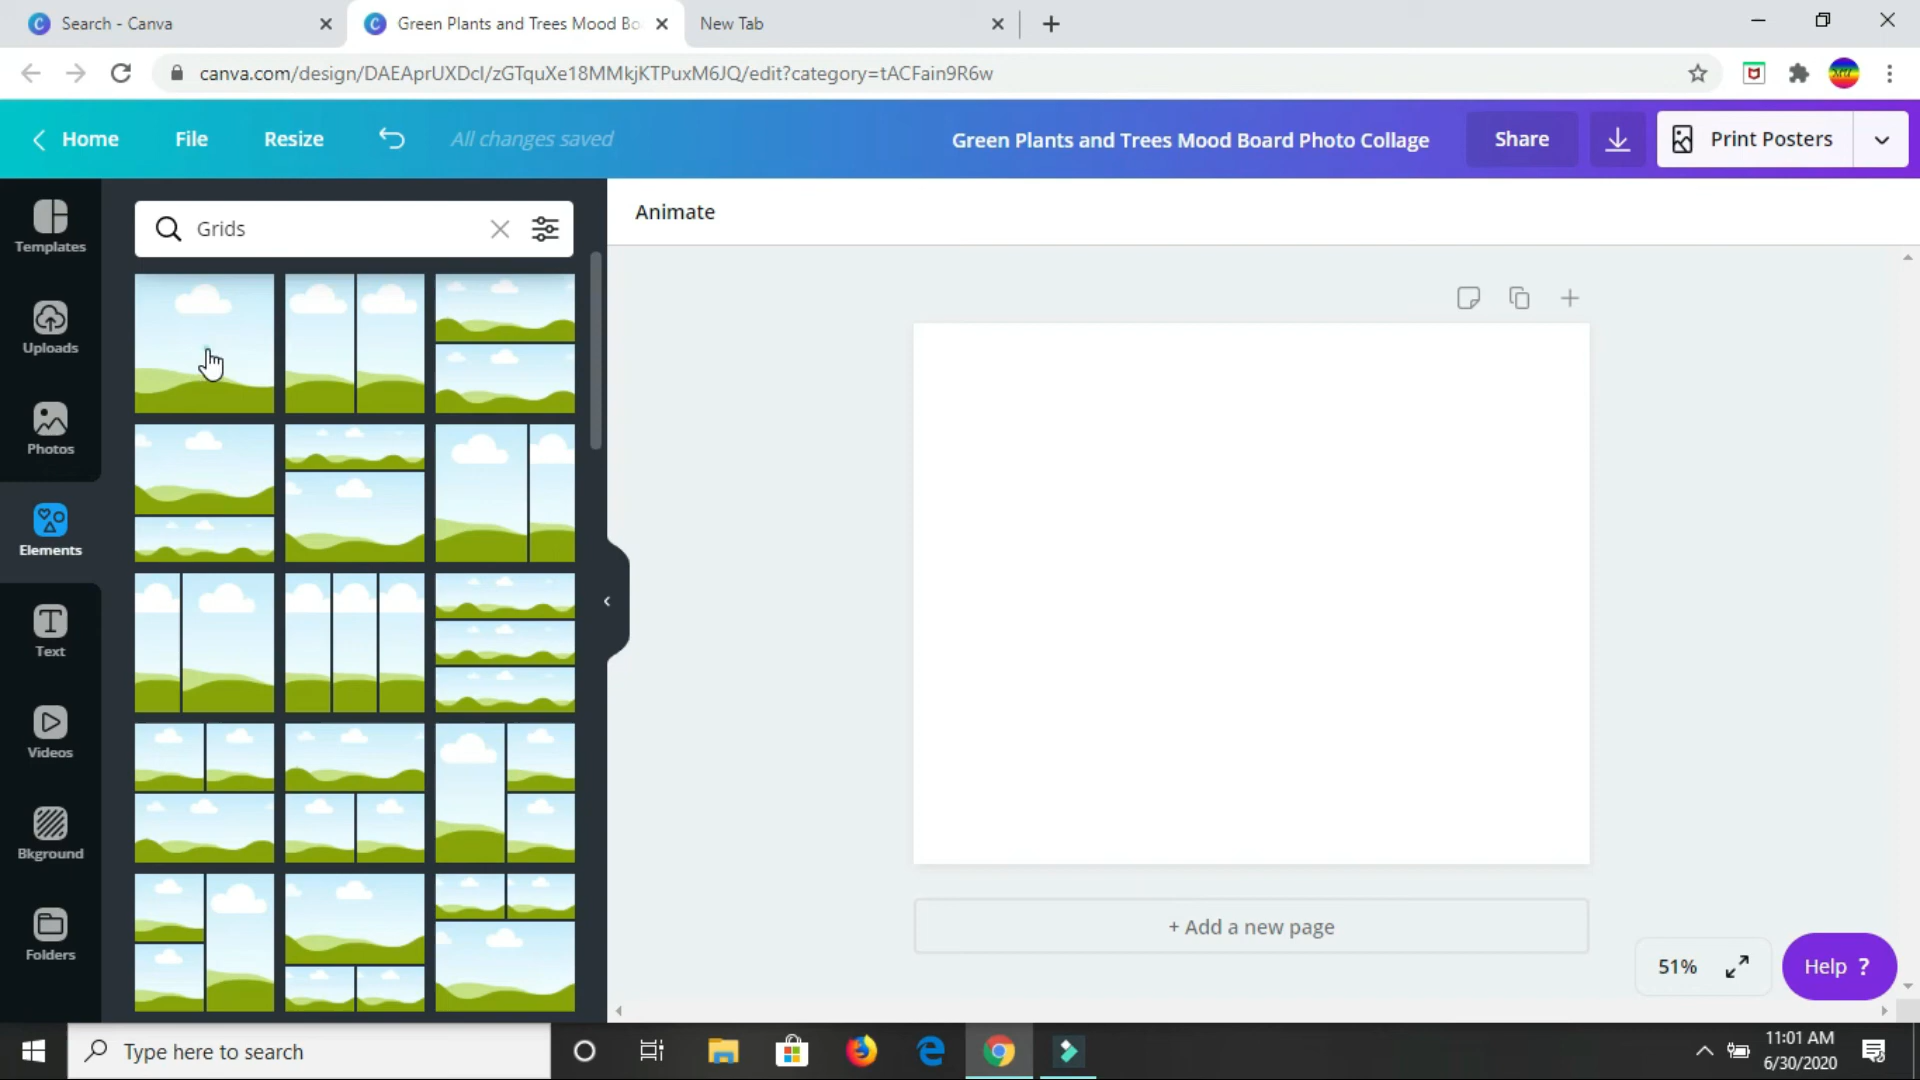 Search - Canva
Green Plants and Trees Mood Bo
New Tab
canva.com/design/DAEAprUXDcI/zGTquXe18MMkjKTPuxM6JQ/edit?category=tACFain9R6w
Home
File
Resize
All changes saved
Green Plants and Trees Mood Board Photo Collage
Share
Print Posters
Templates
Uploads
Photos
Elements
Text
Videos
Bkground
Folders
Grids
Animate
+ Add a new page
51%
Help ?
Type here to search
11:01 AM
6/30/2020